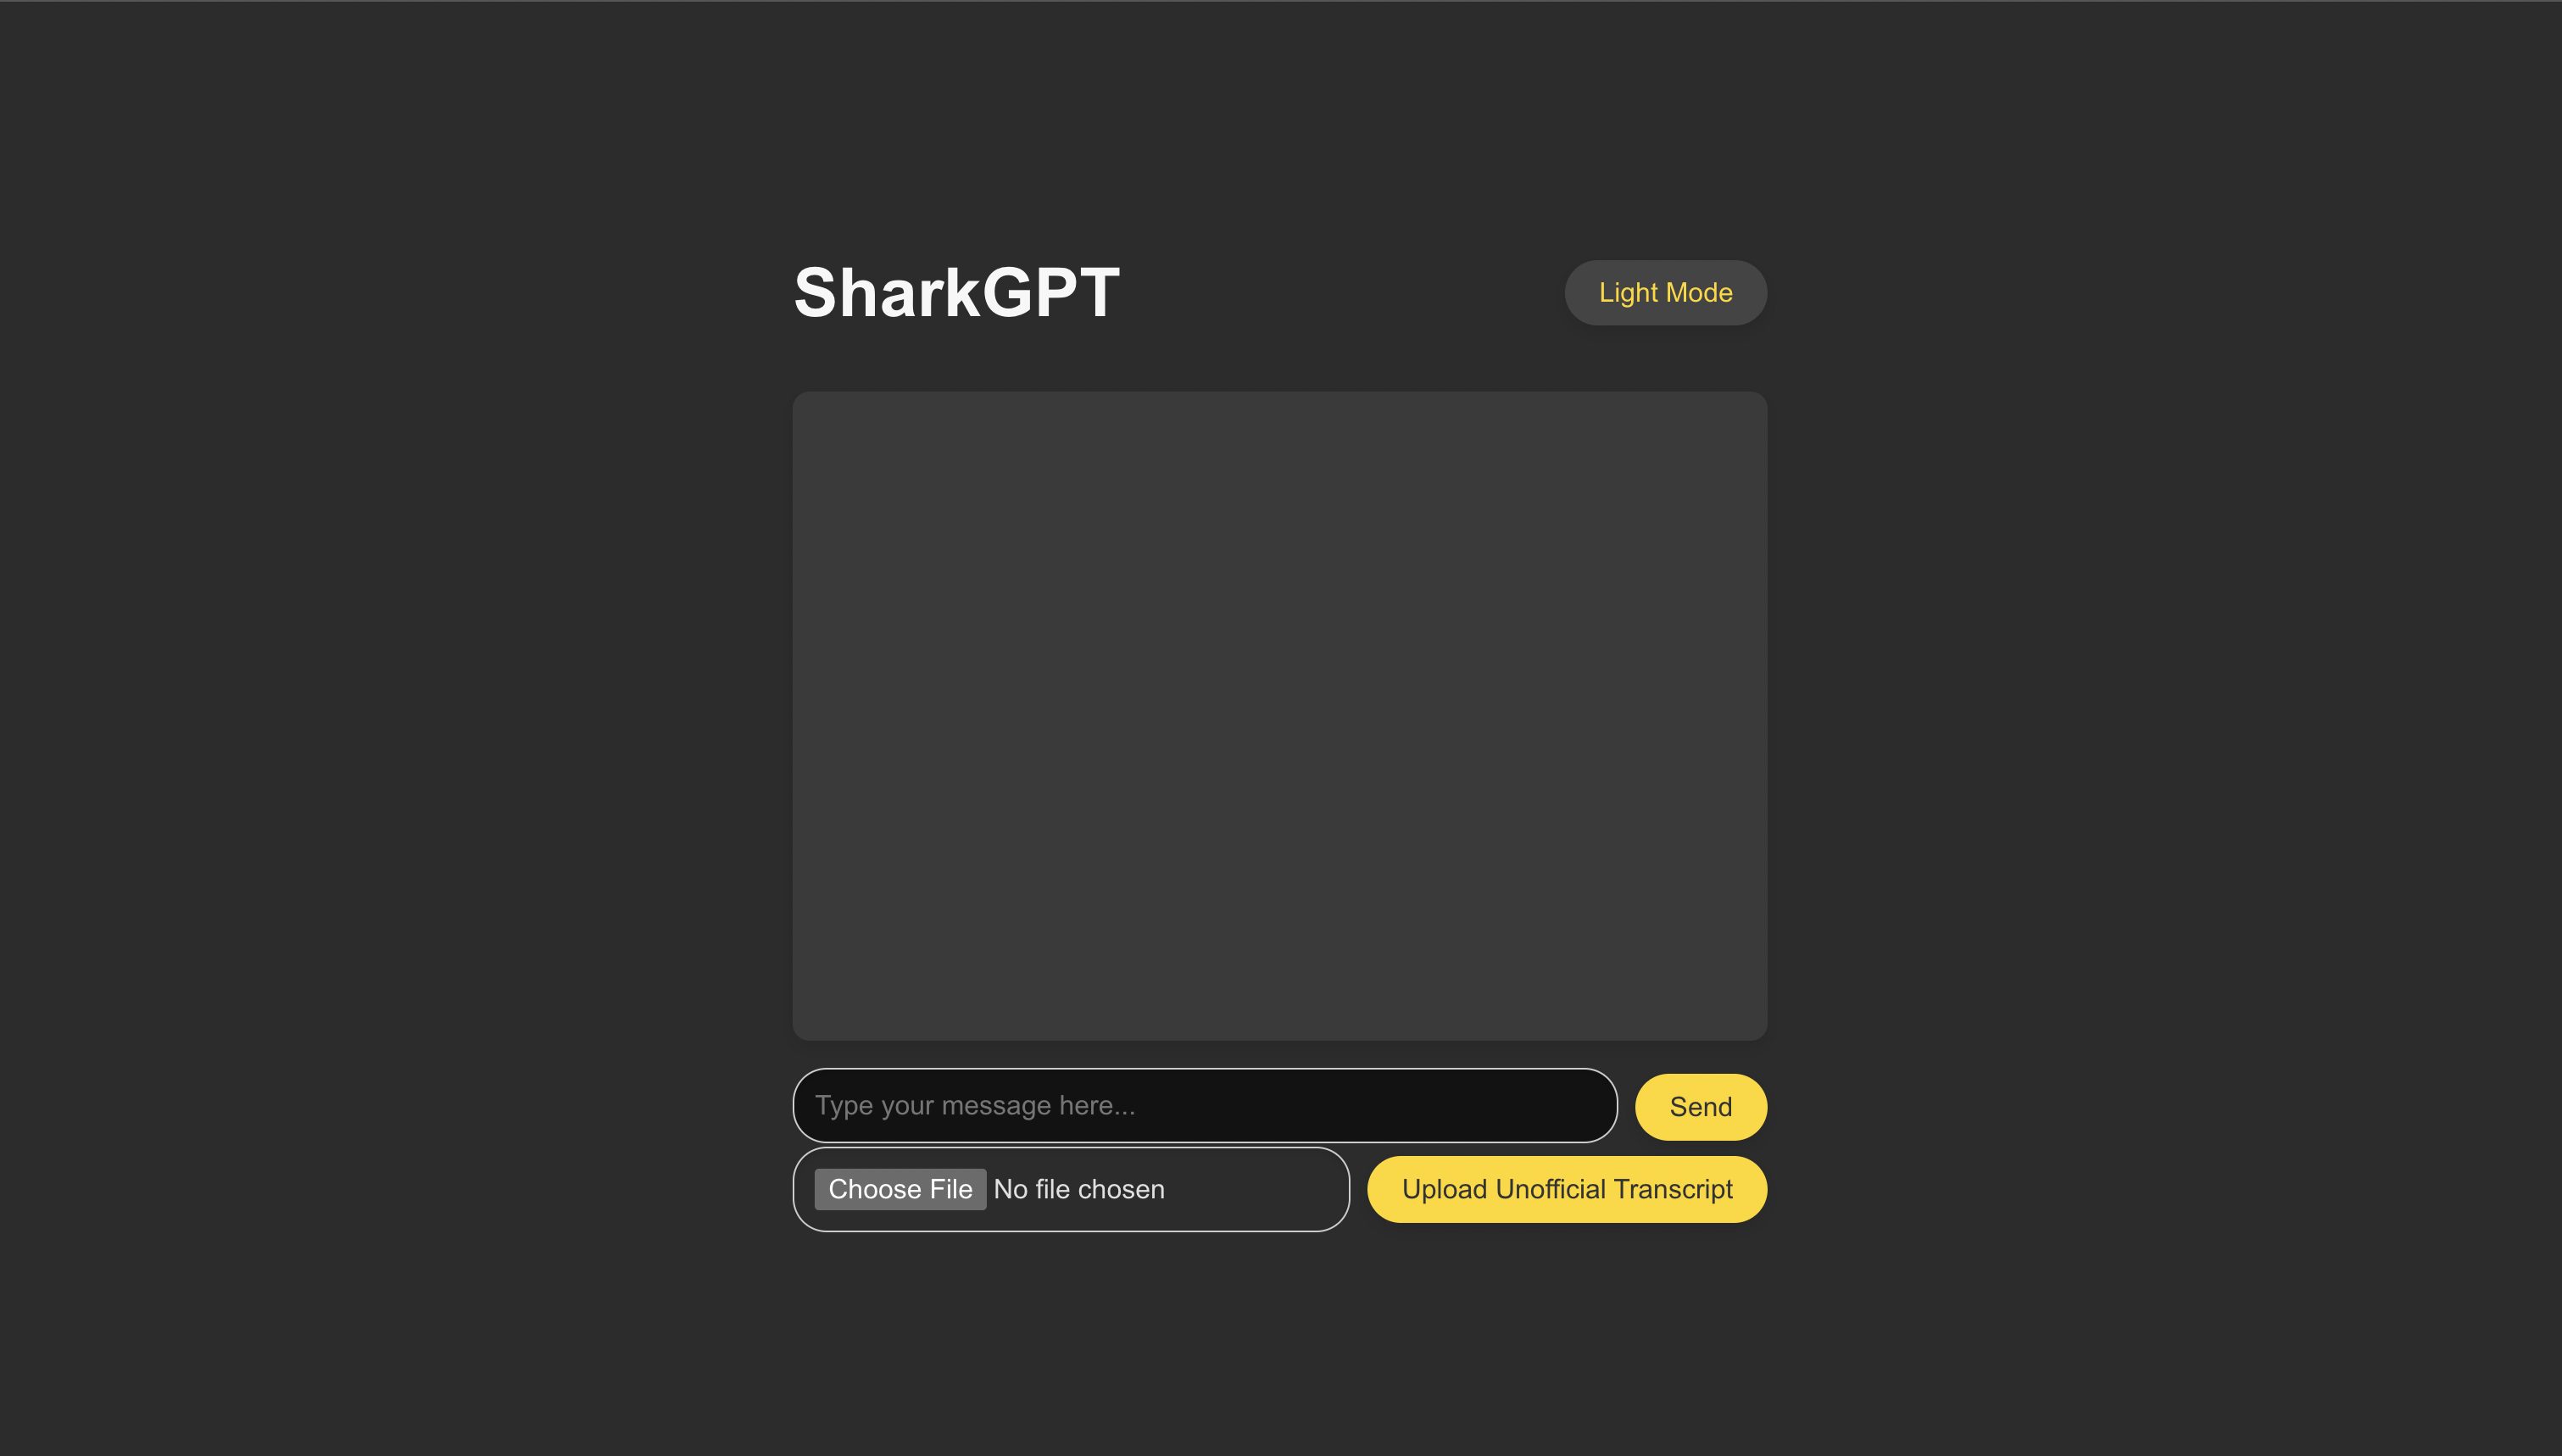 SharkGPT
Light Mode
Type your message here...
Send
Choose File No file chosen
Upload Unofficial Transcript